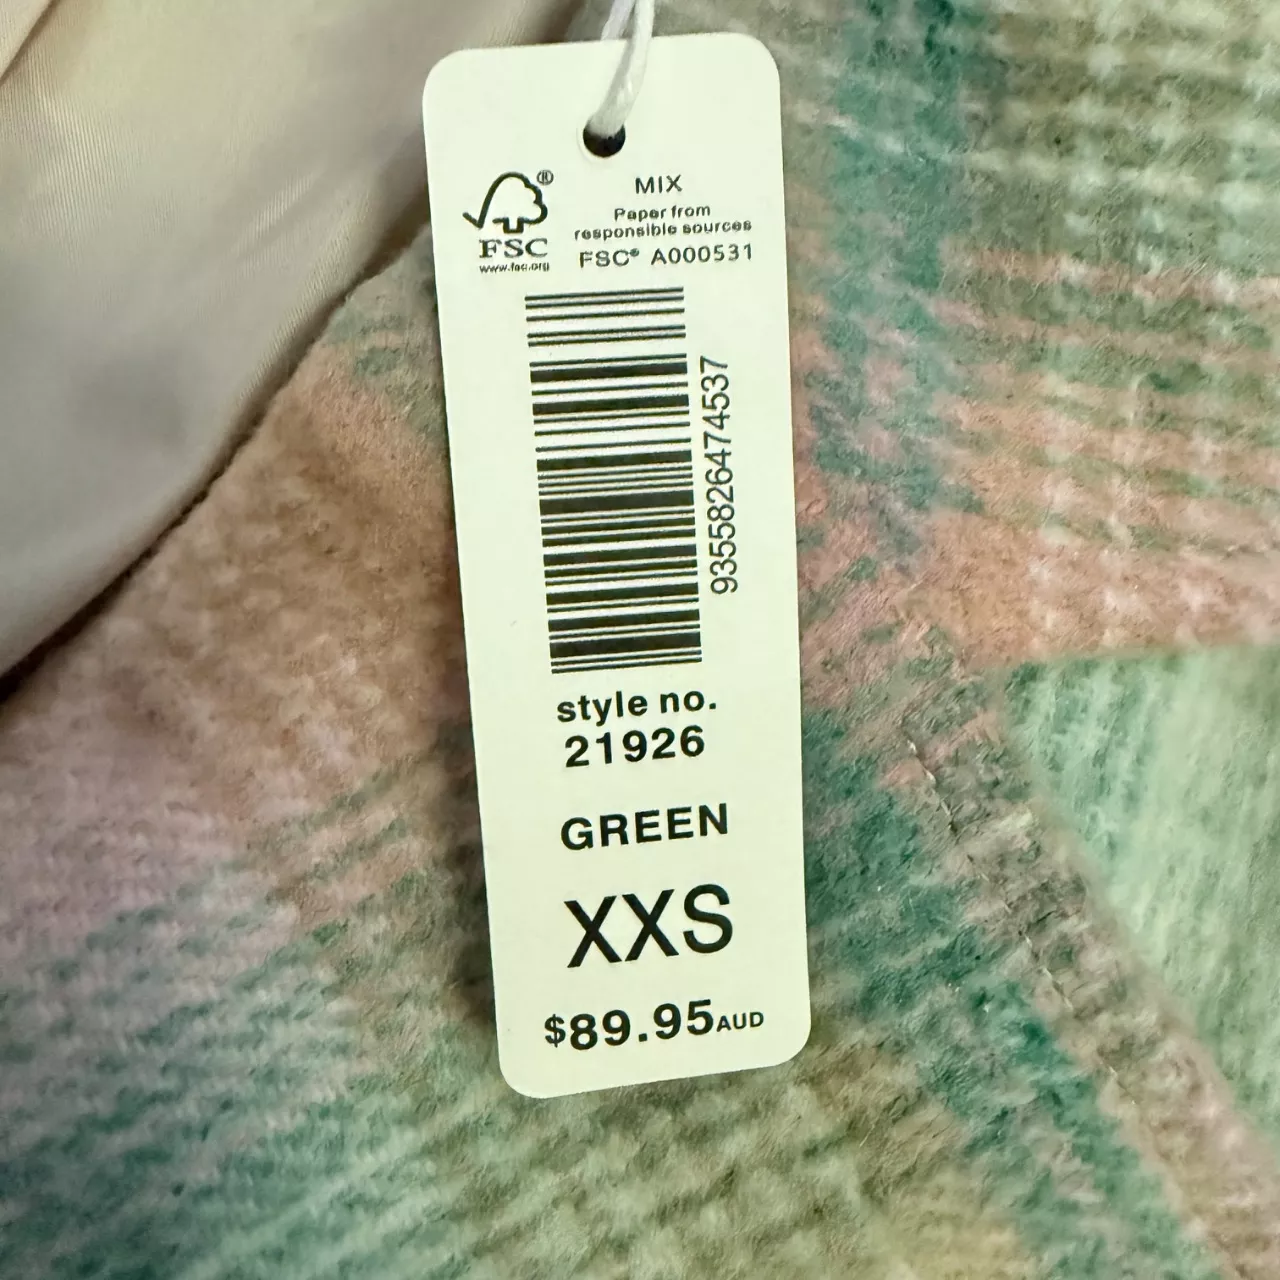 FSC®
www.fsc.org
MIX
Paper from
responsible sources
FSC® A000531
9355826474537
style no.
21926
GREEN
XXS
$89.95AUD